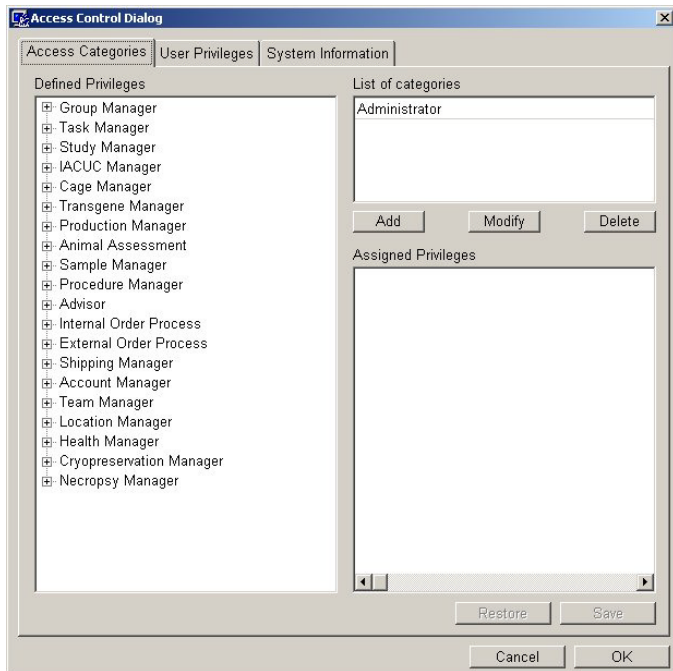 Access Control Dialog
Access Categories
User Privileges
System Information
Defined Privileges
Group Manager
Task Manager
Study Manager
IACUC Manager
Cage Manager
Transgene Manager
Production Manager
Animal Assessment
Sample Manager
Procedure Manager
Advisor
Internal Order Process
External Order Process
Shipping Manager
Account Manager
Team Manager
Location Manager
Health Manager
Cryopreservation Manager
Necropsy Manager
List of categories
Administrator
Add
Modify
Delete
Assigned Privileges
Restore
Save
Cancel
OK